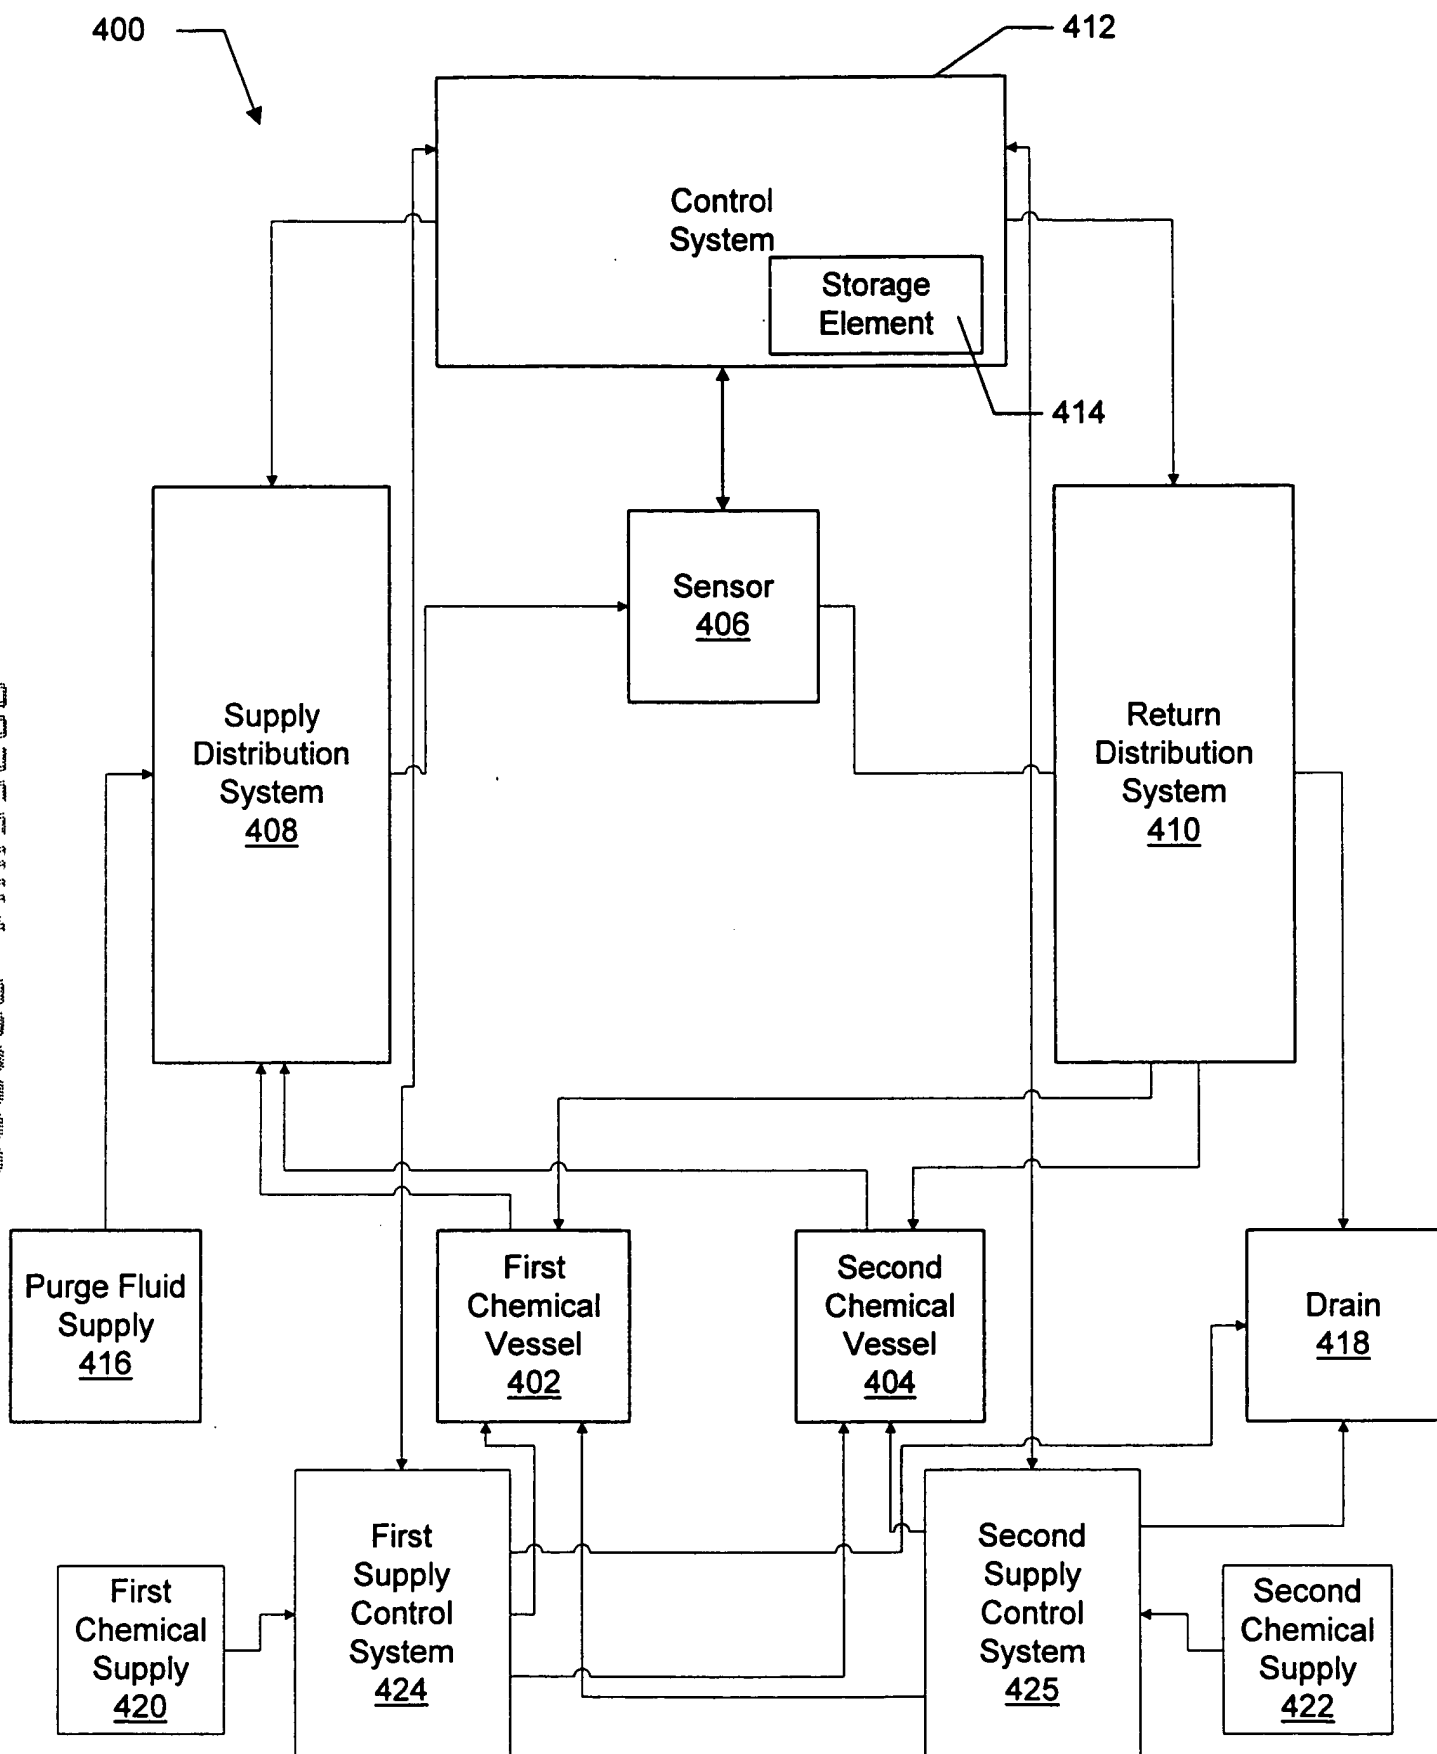 400
412
Control
System
Storage
Element
414
Sensor
406
Supply
Distribution
System
408
Return
Distribution
System
410
Purge Fluid
Supply
416
First
Chemical
Vessel
402
Second
Chemical
Vessel
404
Drain
418
First
Supply
Control
System
424
Second
Supply
Control
System
425
First
Chemical
Supply
420
Second
Chemical
Supply
422